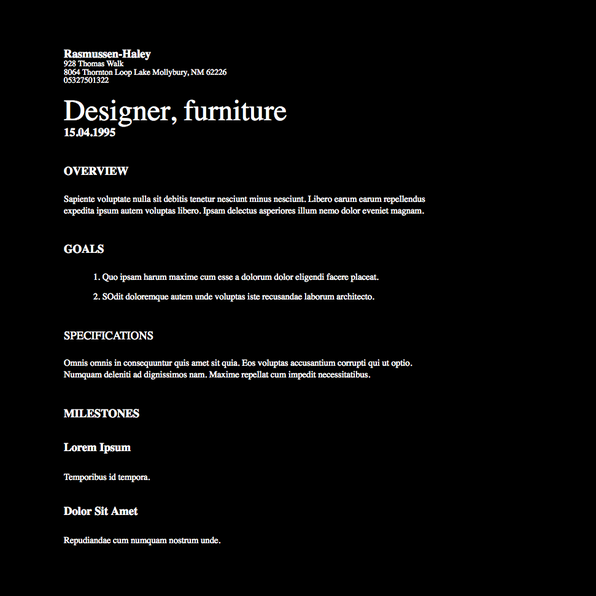 Rasmussen-Haley
928 Thomas Walk
8064 Thornton Loop Lake Mollybury, NM 62226
05327501322
Designer, furniture
15.04.1995
OVERVIEW
Sapiente voluptate nulla sit debitis tenetur nesciunt minus nesciunt. Libero earum earum repellendus
expedita ipsum autem voluptas libero. Ipsam delectus asperiores illum nemo dolor eveniet magnam.
GOALS
1. Quo ipsam harum maxime cum esse a dolorum dolor eligendi facere placeat.
2. SOdit doloremque autem unde voluptas iste recusandae laborum architecto.
SPECIFICATIONS
Omnis omnis in consequuntur quis amet sit quia. Eos voluptas accusantium corrupti qui ut optio.
Numquam deleniti ad dignissimos nam. Maxime repellat cum impedit necessitatibus.
MILESTONES
Lorem Ipsum
Temporibus id tempora.
Dolor Sit Amet
Repudiandae cum numquam nostrum unde.